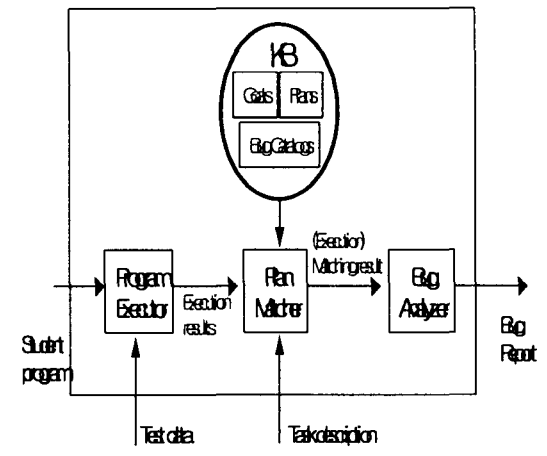 KB
Goals Plans
Bug Catalogs
(Execution)
Matching result
Program
Executor
Execution
results
Plan
Matcher
Bug
Analyzer
Student
program
Bug
Report
Test data
Task description